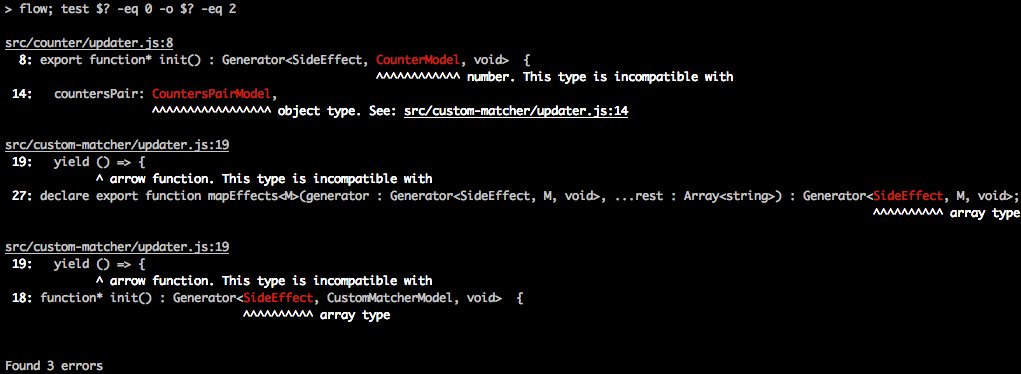 > flow; test $? -eq 0 -o $? -eq 2
src/counter/updater.js:8
8: export function* init() : Generator<SideEffect, CounterModel, void>  {
^^^^^^^^^^^^ number. This type is incompatible with
14:   countersPair: CountersPairModel,
^^^^^^^^^^^^^^^^^ object type. See: src/custom-matcher/updater.js:14
src/custom-matcher/updater.js:19
19:   yield () => {
^ arrow function. This type is incompatible with
27: declare export function mapEffects<M>(generator : Generator<SideEffect, M, void>, ...rest : Array<string>) : Generator<SideEffect, M, void>;
^^^^^^^^^^ array type
src/custom-matcher/updater.js:19
19:   yield () => {
^ arrow function. This type is incompatible with
18: function* init() : Generator<SideEffect, CustomMatcherModel, void>  {
^^^^^^^^^^ array type
Found 3 errors